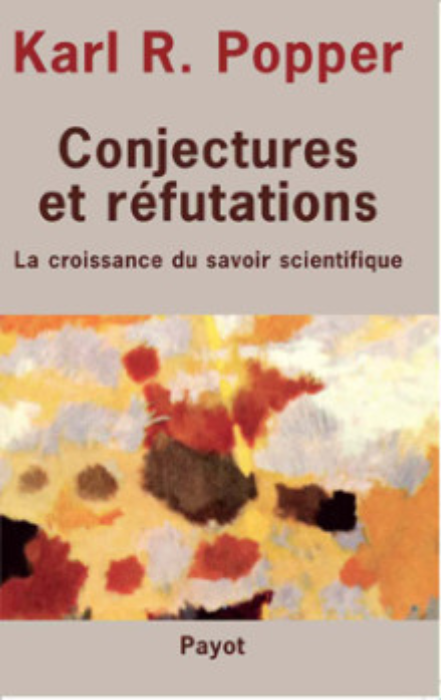 Karl R. Popper
Conjectures
et réfutations
La croissance du savoir scientifique
Payot